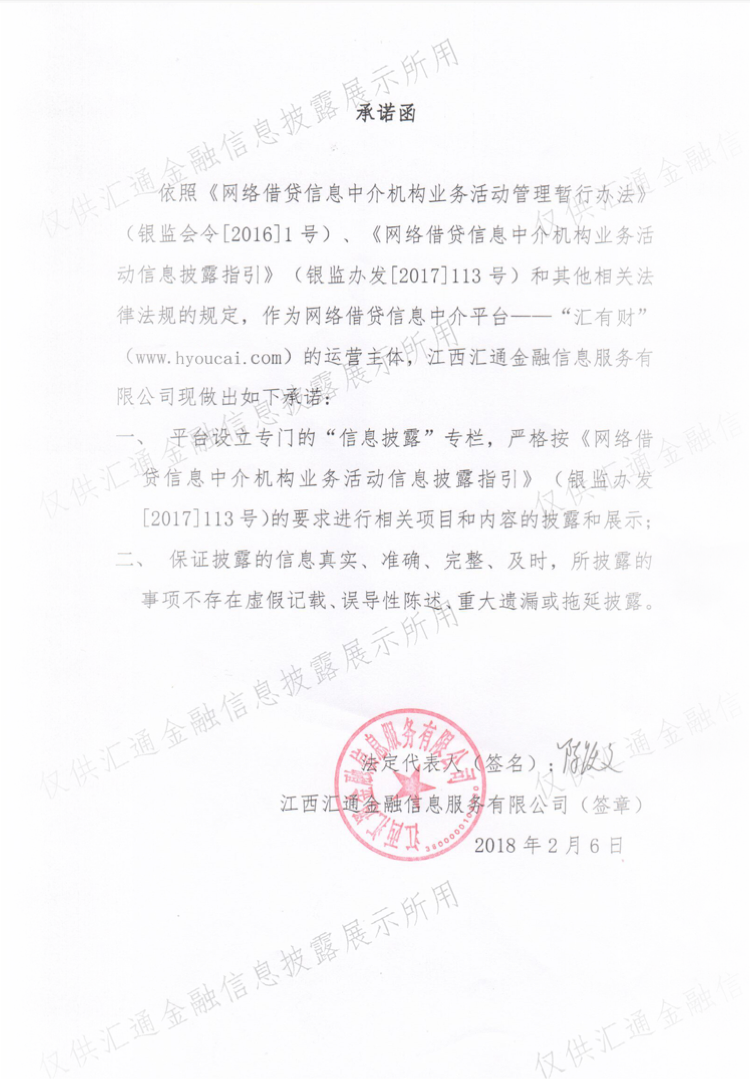 承诺函
依照《网络借贷信息中介机构业务活动管理暂行办法》
（银监会令[2016]1号）、《网络借贷信息中介机构业务活
动信息披露指引》（银监办发[2017]113号）和其他相关法
律法规的规定，作为网络借贷信息中介平台——“汇有财”
（www.hyoucai.com）的运营主体，江西汇通金融信息服务有
限公司现做出如下承诺：
一、 平台设立专门的“信息披露”专栏，严格按《网络借
贷信息中介机构业务活动信息披露指引》（银监办发
[2017]113号）的要求进行相关项目和内容的披露和展示；
二、 保证披露的信息真实、准确、完整、及时，所披露的
事项不存在虚假记载、误导性陈述、重大遗漏或拖延披露。
法定代表人（签名）：
江西汇通金融信息服务有限公司（签章）
2018年2月6日
江西汇通金融信息服务有限公司
仅供汇通金融信息披露展示所用
仅供汇通金融信
仅供汇通金融信息披露展示所用
仅供汇通金融信
仅供汇通金融信息披露展示所用
仅供汇通金融信
仅供汇通金融信息披露展示所用
仅供汇通金融信